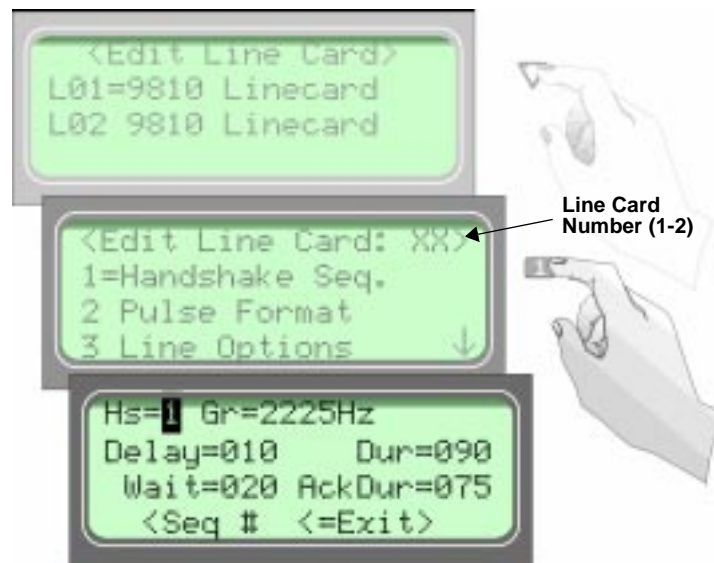 <Edit Line Card>
L01=9810 Linecard
L02 9810 Linecard
Line Card
Number (1-2)
<Edit Line Card: XX>
1=Handshake Seq.
2 Pulse Format
3 Line Options ↓
1
Hs=1 Gr=2225Hz
Delay=010 Dur=090
Wait=020 AckDur=075
<Seq # <=Exit>